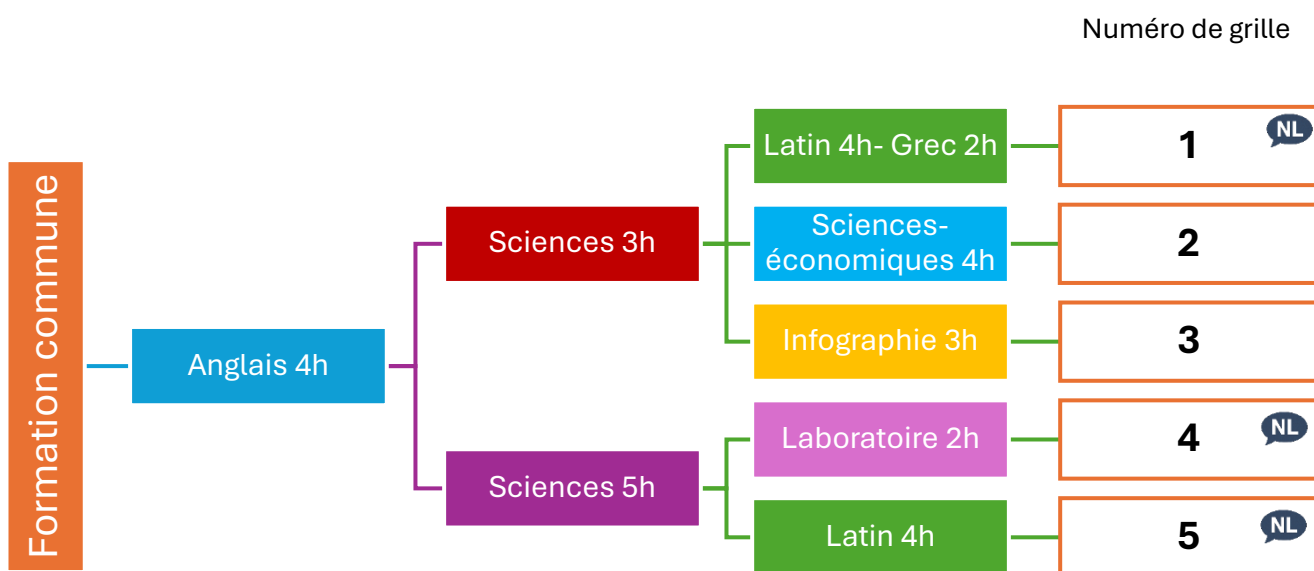 Numéro de grille
Formation commune
Anglais 4h
Sciences 3h
Latin 4h- Grec 2h
1
NL
Sciences-
économiques 4h
2
Infographie 3h
3
Sciences 5h
Laboratoire 2h
4
NL
Latin 4h
5
NL